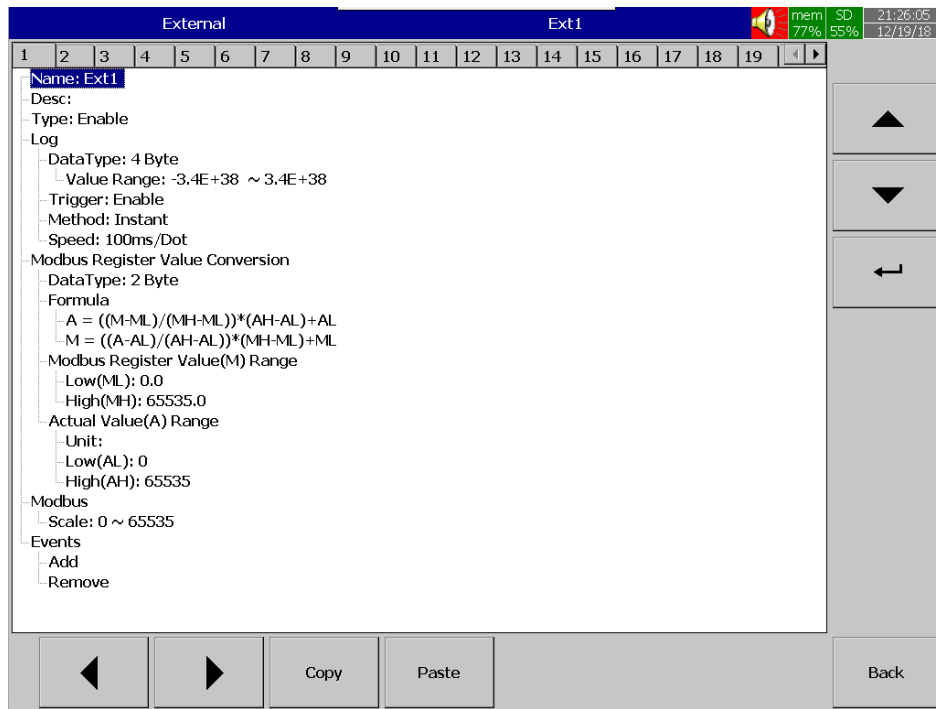 External Ext1 mem 77% SD 55% 21:26:05 12/19/18
1 2 3 4 5 6 7 8 9 10 11 12 13 14 15 16 17 18 19
Name: Ext1
Desc:
Type: Enable
Log
DataType: 4 Byte
Value Range: -3.4E+38 ~ 3.4E+38
Trigger: Enable
Method: Instant
Speed: 100ms/Dot
Modbus Register Value Conversion
DataType: 2 Byte
Formula
A = ((M-ML)/(MH-ML))*(AH-AL)+AL
M = ((A-AL)/(AH-AL))*(MH-ML)+ML
Modbus Register Value(M) Range
Low(ML): 0.0
High(MH): 65535.0
Actual Value(A) Range
Unit:
Low(AL): 0
High(AH): 65535
Modbus
Scale: 0 ~ 65535
Events
Add
Remove
Copy Paste Back